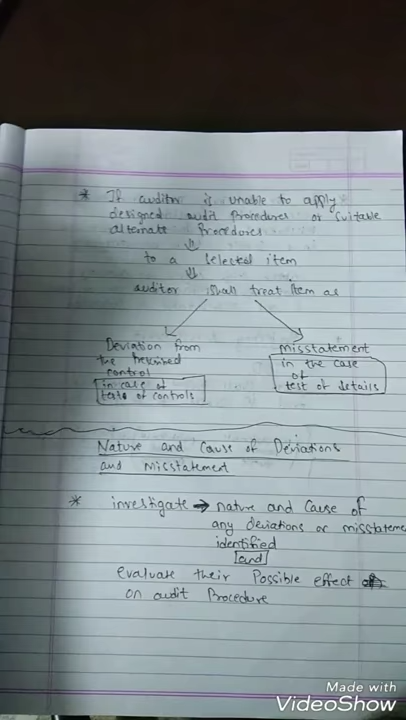 * If auditor is unable to apply
designed audit procedures or suitable
alternate procedures
to a selected item
auditor shall treat item as
Deviation from
the prescribed
control
in case of
tests of controls
Misstatement
in the case
of
test of details
Nature and Cause of Deviations
and Misstatement
* investigate → nature and cause of
any deviations or misstateme
identified
[and]
evaluate their Possible effect
on audit Procedure
Made with
VideoShow